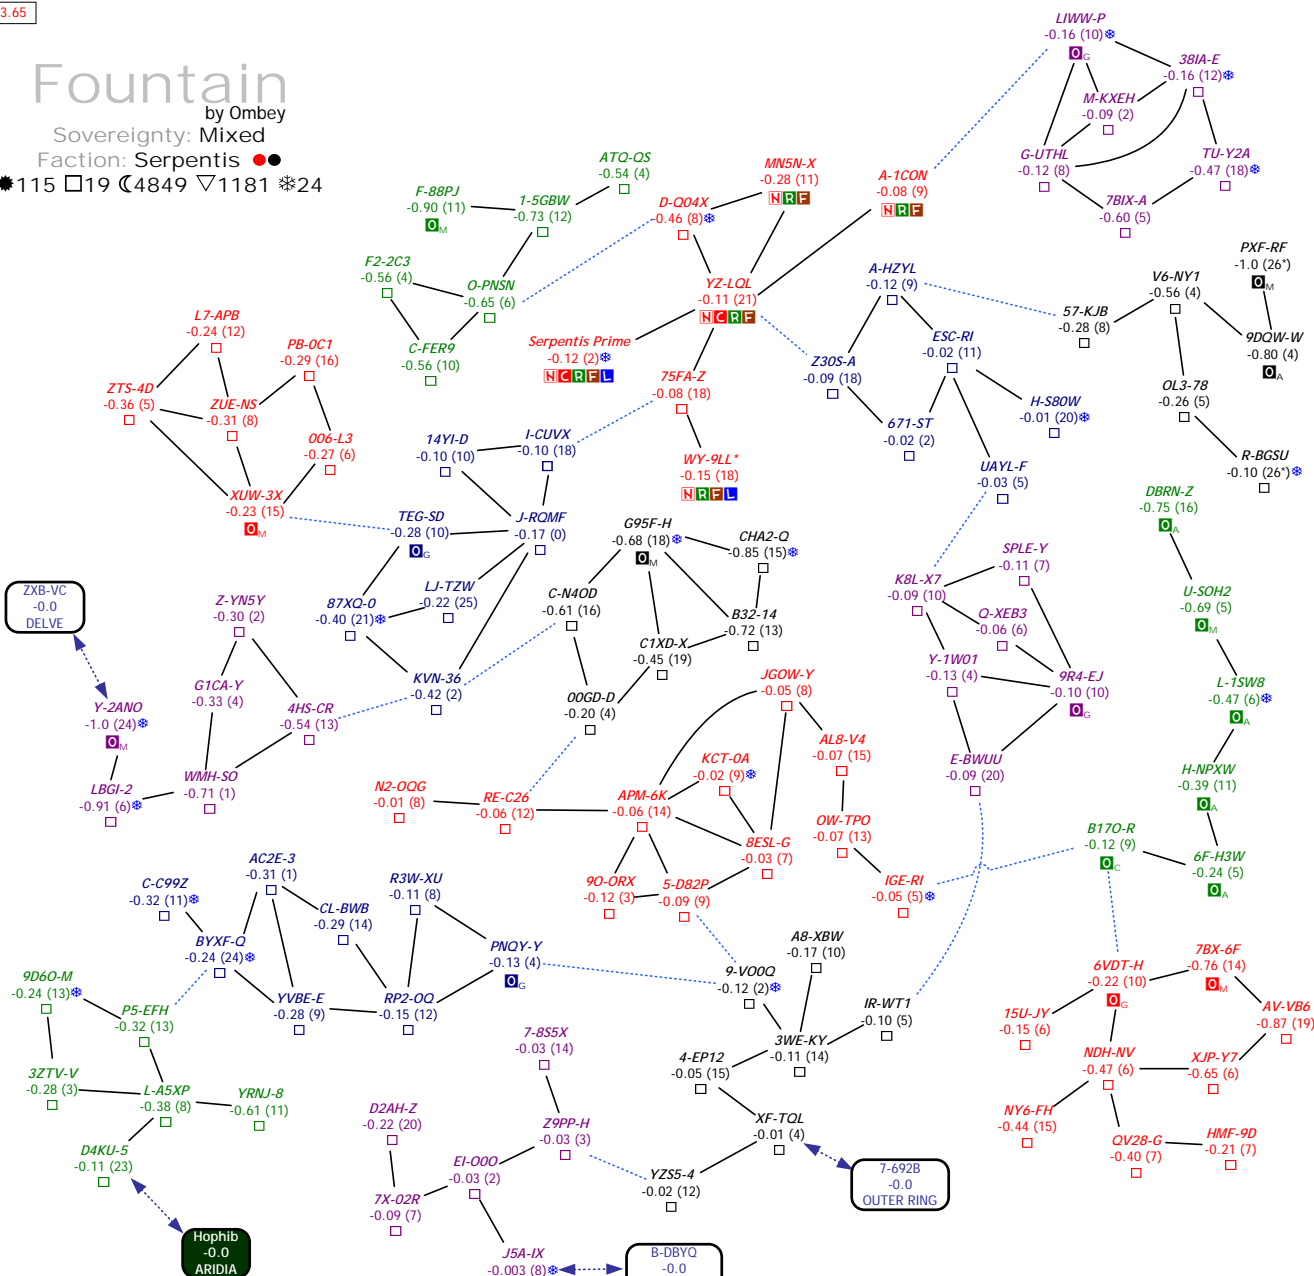 3.65
Fountain
by Ombey
Sovereignty: Mixed
Faction: Serpentis
115 19 4849 1181 24
LIWW-P
-0.16 (10)
O G
38IA-E
-0.16 (12)
M-KXEH
-0.09 (2)
G-UTHL
-0.12 (8)
TU-Y2A
-0.47 (18)
7BIX-A
-0.60 (5)
ATQ-QS
-0.54 (4)
F-88PJ
-0.90 (11)
O M
1-5GBW
-0.73 (12)
F2-2C3
-0.56 (4)
O-PNSN
-0.65 (6)
C-FER9
-0.56 (10)
MN5N-X
-0.28 (11)
N R F
D-Q04X
-0.46 (8)
A-1CON
-0.08 (9)
N R F
YZ-LQL
-0.11 (21)
N C R F
Serpentis Prime
-0.12 (2)
N C R F L
75FA-Z
-0.08 (18)
WY-9LL*
-0.15 (18)
N R F L
A-HZYL
-0.12 (9)
ESC-RI
-0.02 (11)
Z30S-A
-0.09 (18)
671-ST
-0.02 (2)
H-S80W
-0.01 (20)
UAYL-F
-0.03 (5)
PXF-RF
-1.0 (26*)
O M
V6-NY1
-0.56 (4)
57-KJB
-0.28 (8)
9DQW-W
-0.80 (4)
O A
OL3-78
-0.26 (5)
R-BGSU
-0.10 (26*)
L7-APB
-0.24 (12)
PB-0C1
-0.29 (16)
ZTS-4D
-0.36 (5)
ZUE-NS
-0.31 (8)
006-L3
-0.27 (6)
XUW-3X
-0.23 (15)
O M
14YI-D
-0.10 (10)
I-CUVX
-0.10 (18)
TEG-SD
-0.28 (10)
O G
J-RQMF
-0.17 (0)
LJ-TZW
-0.22 (25)
87XQ-0
-0.40 (21)
KVN-36
-0.42 (2)
G95F-H
-0.68 (18)
O M
CHA2-Q
-0.85 (15)
C-N4OD
-0.61 (16)
B32-14
-0.72 (13)
C1XD-X
-0.45 (19)
00GD-D
-0.20 (4)
DBRN-Z
-0.75 (16)
O A
U-SOH2
-0.69 (5)
O M
L-1SW8
-0.47 (6)
O A
H-NPXW
-0.39 (11)
O A
6F-H3W
-0.24 (5)
O A
B17O-R
-0.12 (9)
O C
SPLE-Y
-0.11 (7)
K8L-X7
-0.09 (10)
Q-XEB3
-0.06 (6)
Y-1W01
-0.13 (4)
9R4-EJ
-0.10 (10)
O G
E-BWUU
-0.09 (20)
ZXB-VC
-0.0
DELVE
Z-YN5Y
-0.30 (2)
G1CA-Y
-0.33 (4)
4HS-CR
-0.54 (13)
Y-2ANO
-1.0 (24)
O M
LBGI-2
-0.91 (6)
WMH-SO
-0.71 (1)
JGOW-Y
-0.05 (8)
AL8-V4
-0.07 (15)
KCT-0A
-0.02 (9)
N2-OQG
-0.01 (8)
RE-C26
-0.06 (12)
APM-6K
-0.06 (14)
OW-TPO
-0.07 (13)
8ESL-G
-0.03 (7)
9O-ORX
-0.12 (3)
5-D82P
-0.09 (9)
IGE-RI
-0.05 (5)
AC2E-3
-0.31 (1)
C-C99Z
-0.32 (11)
CL-BWB
-0.29 (14)
R3W-XU
-0.11 (8)
BYXF-Q
-0.24 (24)
PNQY-Y
-0.13 (4)
O G
YVBE-E
-0.28 (9)
RP2-OQ
-0.15 (12)
9D6O-M
-0.24 (13)
P5-EFH
-0.32 (13)
3ZTV-V
-0.28 (3)
L-A5XP
-0.38 (8)
YRNJ-8
-0.61 (11)
D4KU-5
-0.11 (23)
Hophib
-0.0
ARIDIA
A8-XBW
-0.17 (10)
9-VO0Q
-0.12 (2)
IR-WT1
-0.10 (5)
3WE-KY
-0.11 (14)
4-EP12
-0.05 (15)
XF-TQL
-0.01 (4)
YZS5-4
-0.02 (12)
7-692B
-0.0
OUTER RING
7-8S5X
-0.03 (14)
D2AH-Z
-0.22 (20)
Z9PP-H
-0.03 (3)
EI-O0O
-0.03 (2)
7X-02R
-0.09 (7)
J5A-IX
-0.003 (8)
B-DBYQ
-0.0
7BX-6F
-0.76 (14)
O M
6VDT-H
-0.22 (10)
O G
15U-JY
-0.15 (6)
AV-VB6
-0.87 (19)
NDH-NV
-0.47 (6)
XJP-Y7
-0.65 (6)
NY6-FH
-0.44 (15)
QV28-G
-0.40 (7)
HMF-9D
-0.21 (7)